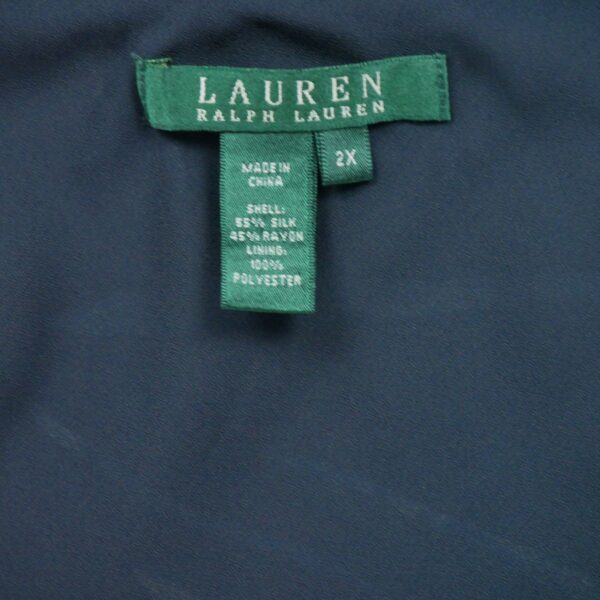 LAUREN
RALPH LAUREN
2X
MADE IN
CHINA
SHELL:
55% SILK
45% RAYON
LINING:
100%
POLYESTER